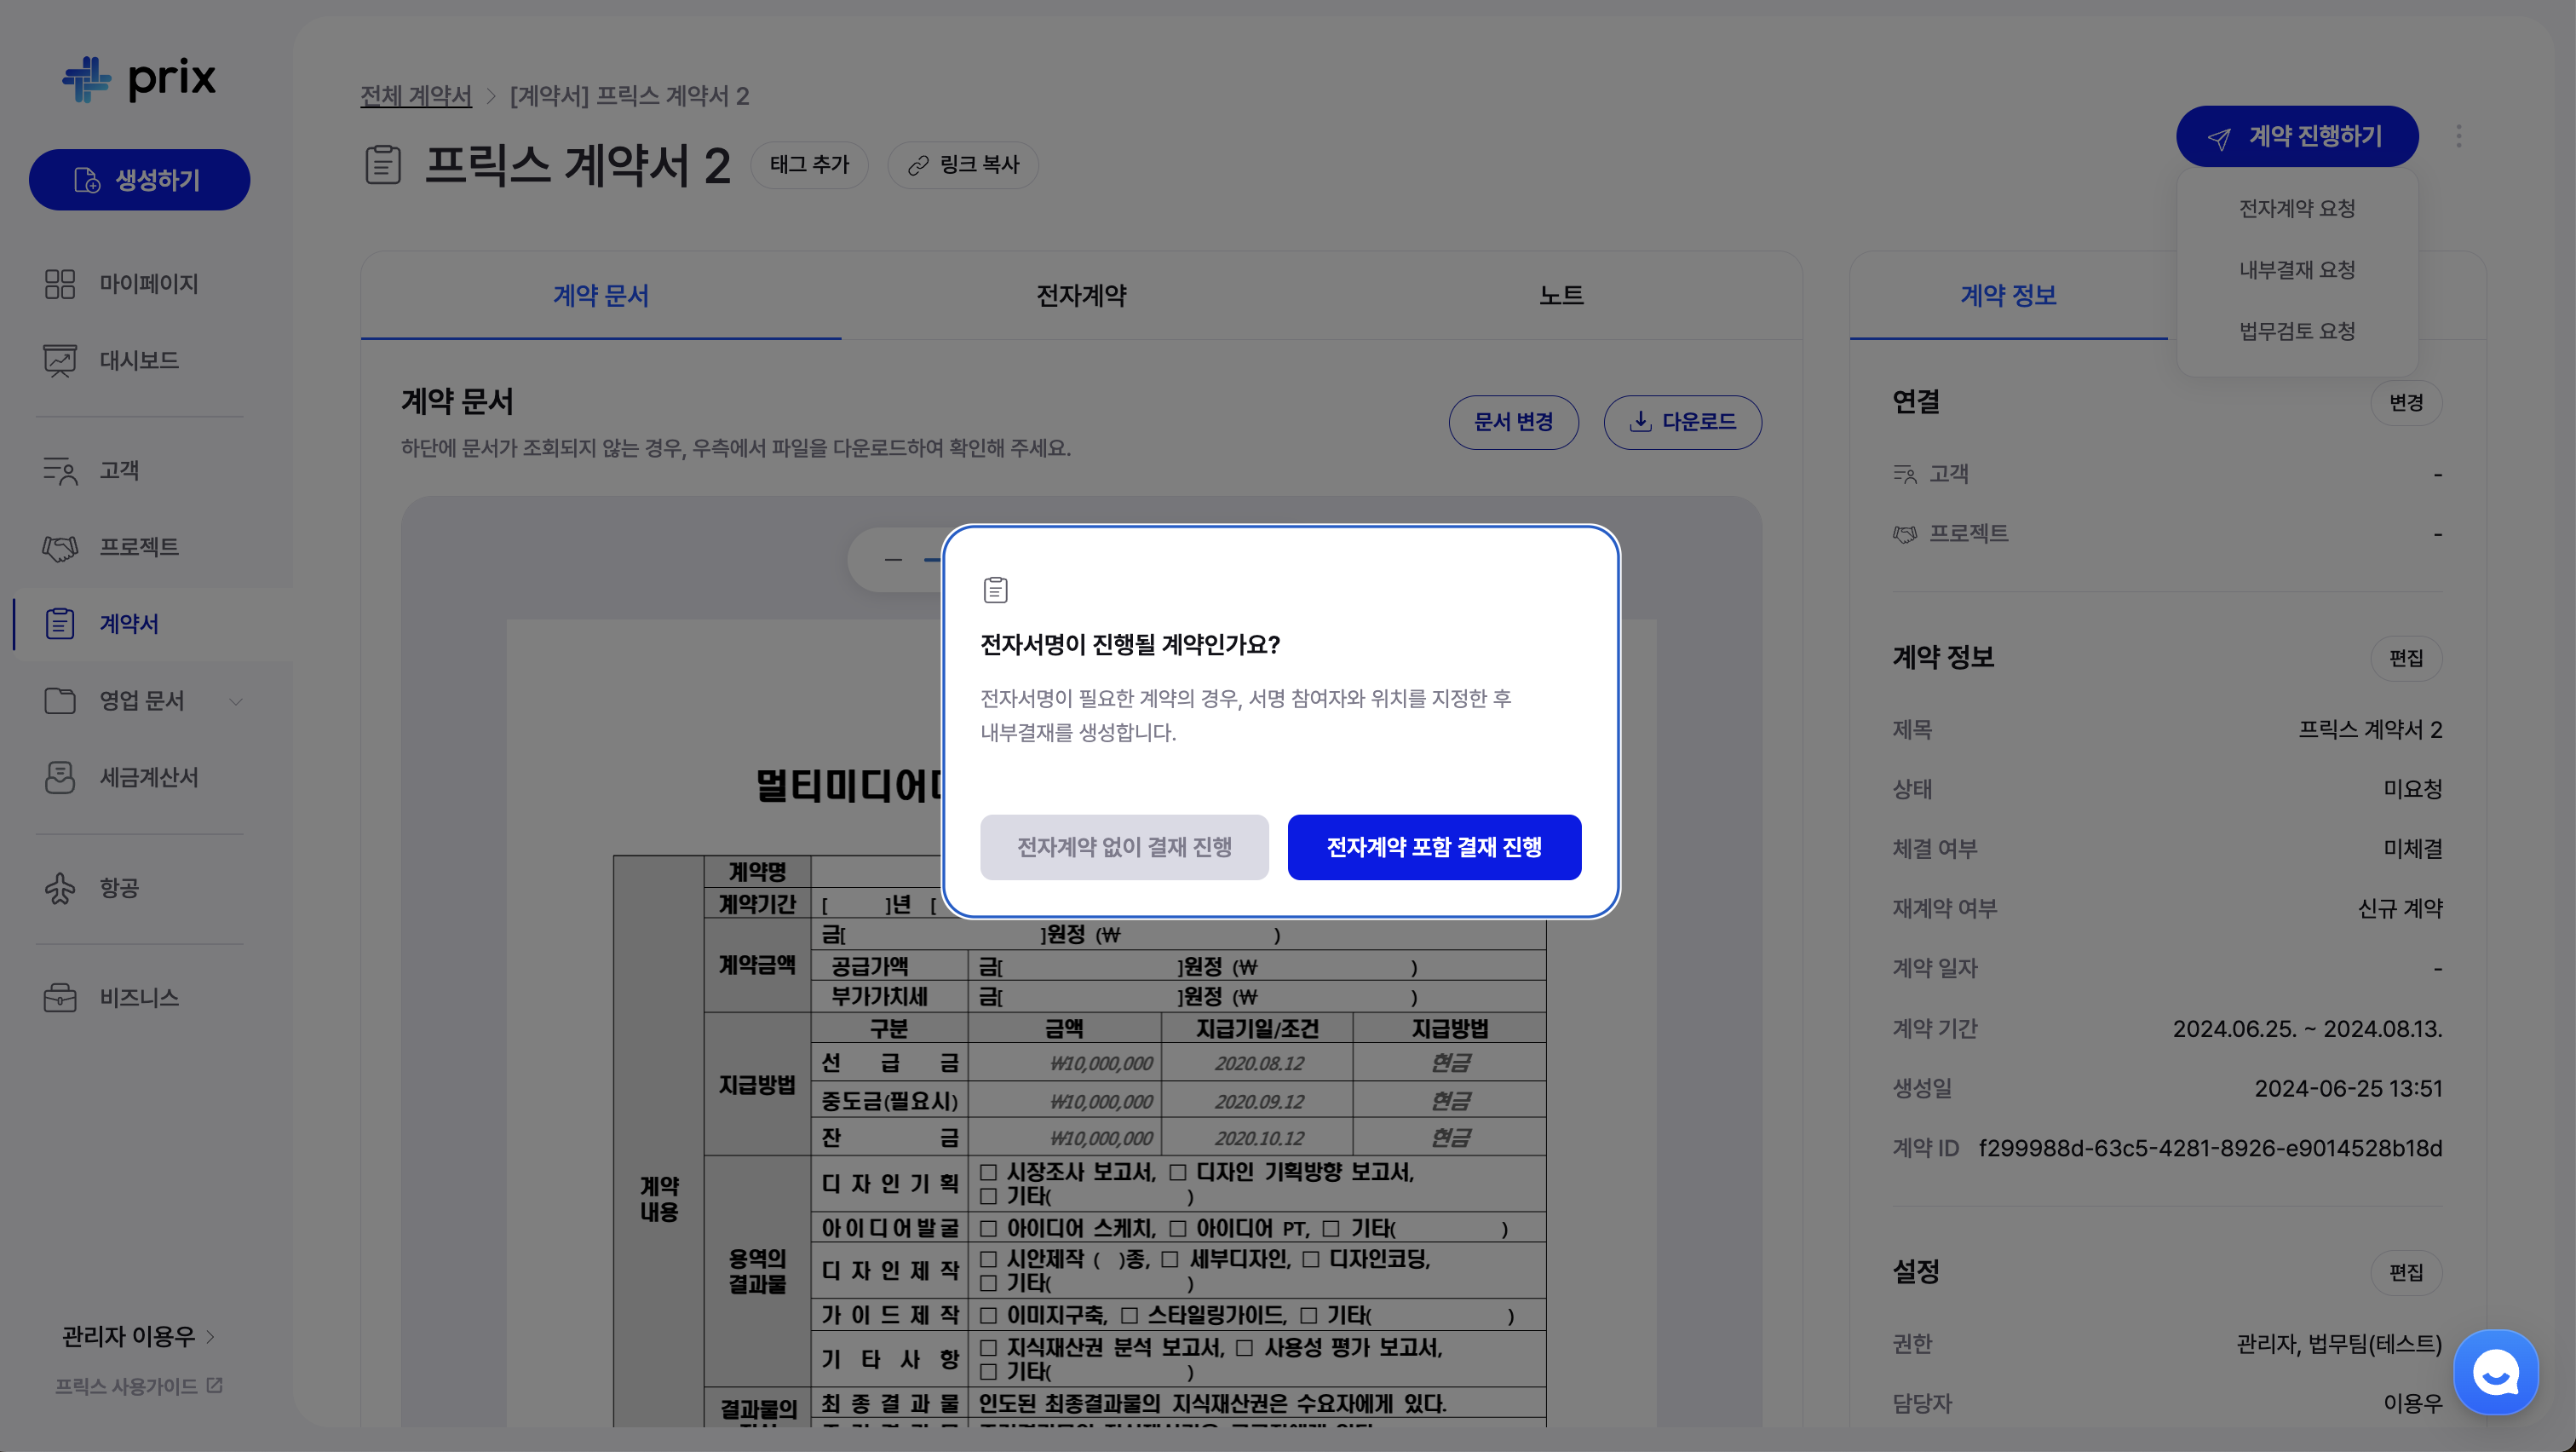 prix
생성하기
마이페이지
대시보드
고객
프로젝트
계약서
영업 문서
세금계산서
항공
비즈니스
관리자 이용우
프릭스 사용가이드
전체 계약서 > [계약서] 프릭스 계약서 2
프릭스 계약서 2
태그 추가
링크 복사
계약 진행하기
전자계약 요청
내부결재 요청
법무검토 요청
계약 문서
전자계약
노트
계약 문서
하단에 문서가 조회되지 않는 경우, 우측에서 파일을 다운로드하여 확인해 주세요.
문서 변경
다운로드
전자서명이 진행될 계약인가요?
전자서명이 필요한 계약의 경우, 서명 참여자와 위치를 지정한 후
내부결재를 생성합니다.
전자계약 없이 결재 진행
전자계약 포함 결재 진행
멀티미디어
계약
내용
계약명
계약기간 [ ]년 [
계약금액
금[ ]원정 (₩ )
공급가액 금[ ]원정 (₩ )
부가가치세 금[ ]원정 (₩ )
지급방법
구분 금액 지급기일/조건 지급방법
선 급 금 ₩10,000,000 2020.08.12 현금
중도금(필요시) ₩10,000,000 2020.09.12 현금
잔 금 ₩10,000,000 2020.10.12 현금
용역의
결과물
디 자 인 기 획 □ 시장조사 보고서, □ 디자인 기획방향 보고서,
□ 기타( )
아이디어발굴 □ 아이디어 스케치, □ 아이디어 PT, □ 기타( )
디 자 인 제 작 □ 시안제작 ( )종, □ 세부디자인, □ 디자인코딩,
□ 기타( )
가 이 드 제 작 □ 이미지구축, □ 스타일링가이드, □ 기타( )
기 타 사 항 □ 지식재산권 분석 보고서, □ 사용성 평가 보고서,
□ 기타( )
결과물의
최 종 결 과 물 인도된 최종결과물의 지식재산권은 수요자에게 있다.
계약 정보
연결
변경
고객 -
프로젝트 -
계약 정보
편집
제목 프릭스 계약서 2
상태 미요청
체결 여부 미체결
재계약 여부 신규 계약
계약 일자 -
계약 기간 2024.06.25. ~ 2024.08.13.
생성일 2024-06-25 13:51
계약 ID f299988d-63c5-4281-8926-e9014528b18d
설정
편집
권한 관리자, 법무팀(테스트)
담당자 이용우